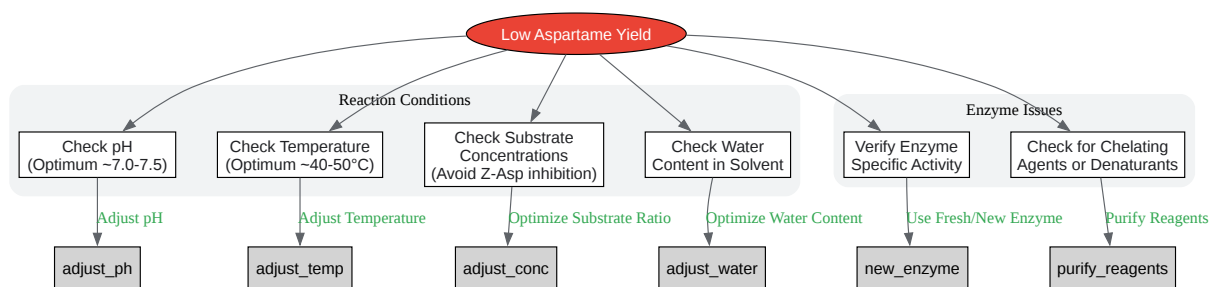 Low Aspartame Yield
Reaction Conditions
Enzyme Issues
Check pH
(Optimum ~7.0-7.5)
Check Temperature
(Optimum ~40-50°C)
Check Substrate
Concentrations
(Avoid Z-Asp inhibition)
Check Water
Content in Solvent
Verify Enzyme
Specific Activity
Check for Chelating
Agents or Denaturants
Adjust pH
Adjust Temperature
Optimize Substrate Ratio
Optimize Water Content
Use Fresh/New Enzyme
Purify Reagents
adjust_ph
adjust_temp
adjust_conc
adjust_water
new_enzyme
purify_reagents